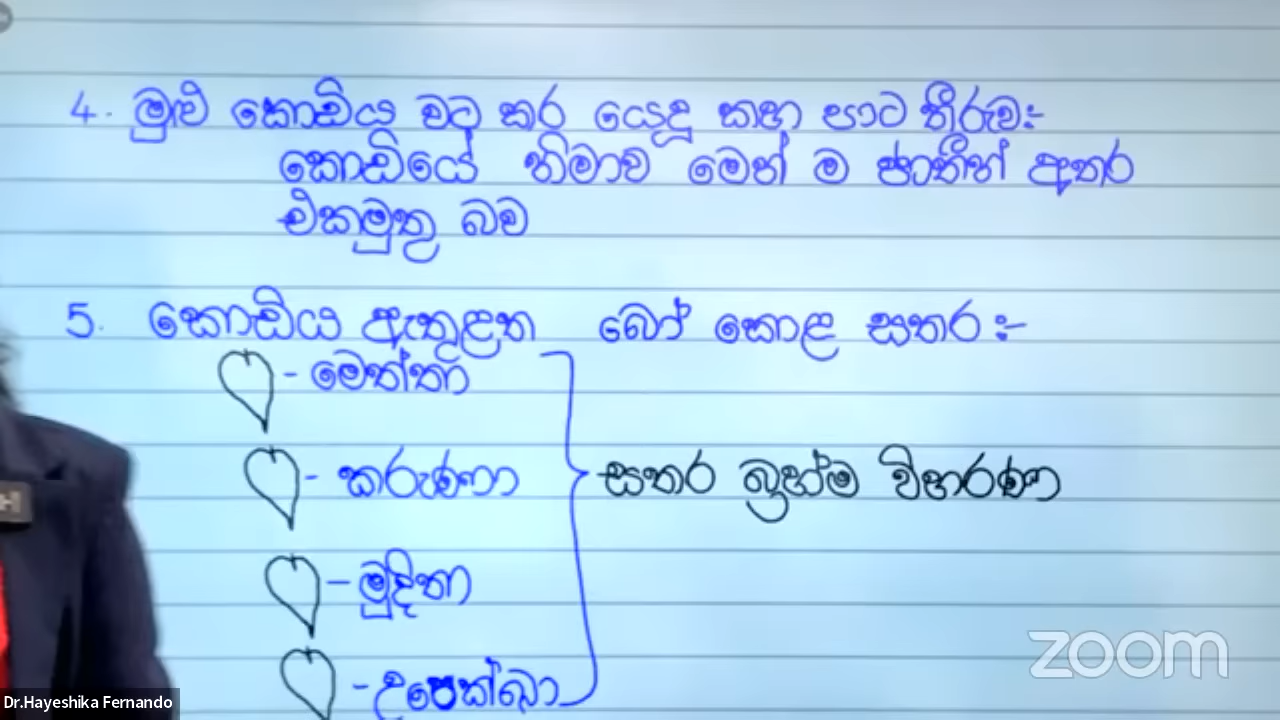 4. මුළු කොඩිය වට කර යෙදූ කහ පාට තීරුව:-
කොඩියේ නිමාව මෙන් ම ජාතීන් අතර
එකමුතු බව
5. කොඩිය ඇතුළත බෝ කොළ සතර :-
- මෙත්තා
- කරුණා
සතර බ්‍රහ්ම විහරණ
- මුදිතා
- උපෙක්ඛා
zoom
Dr.Hayeshika Fernando